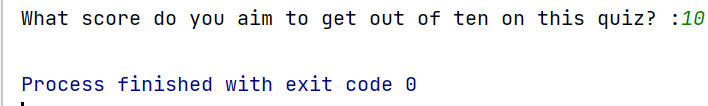 What score do you aim to get out of ten on this quiz? :10
Process finished with exit code 0